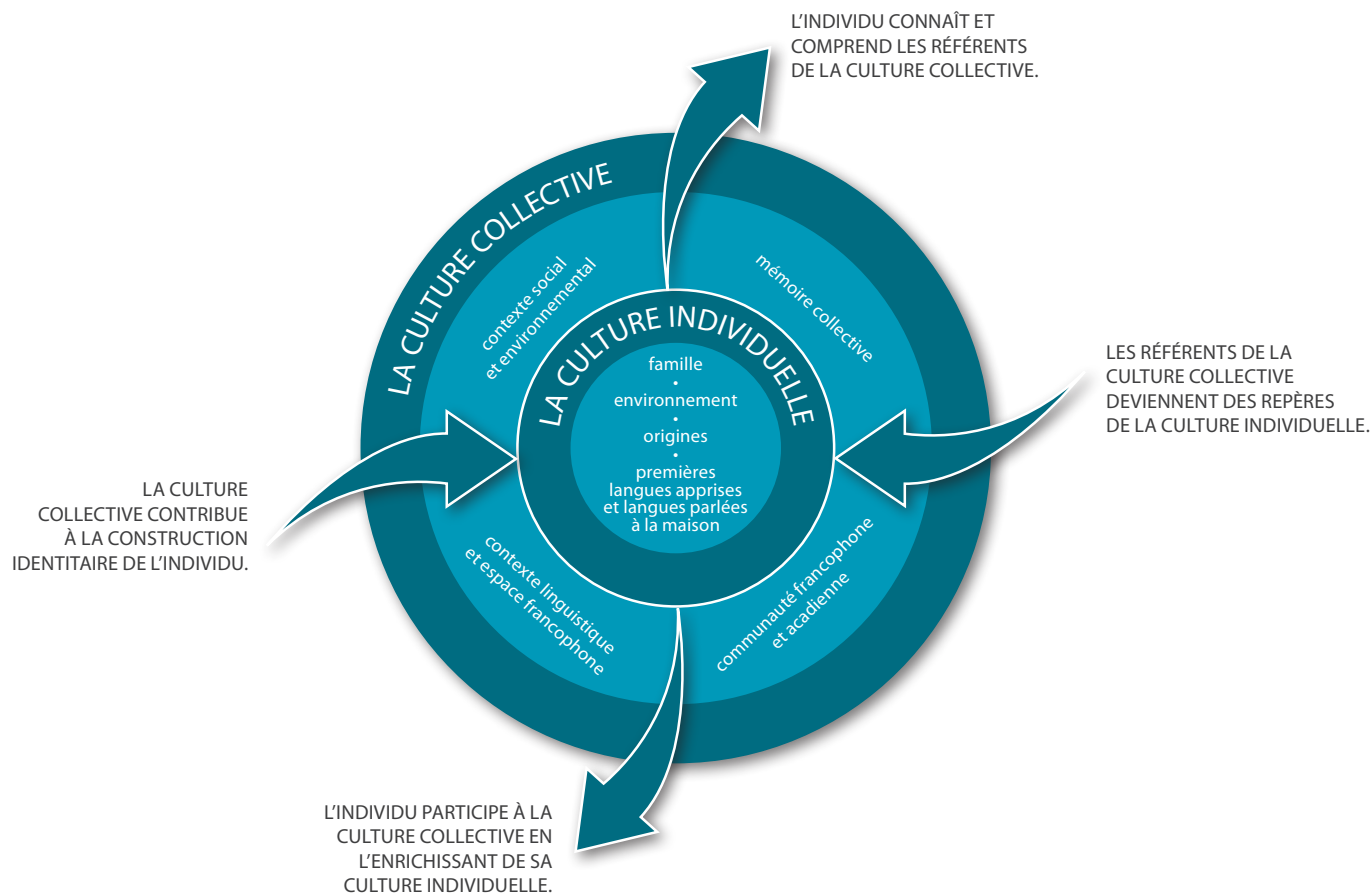 L'INDIVIDU CONNAÎT ET
COMPREND LES RÉFÉRENTS
DE LA CULTURE COLLECTIVE.
LA CULTURE COLLECTIVE
contexte social
et environnemental
mémoire collective
LA CULTURE INDIVIDUELLE
famille
•
environnement
•
origines
•
premières
langues apprises
et langues parlées
à la maison
LES RÉFÉRENTS DE LA
CULTURE COLLECTIVE
DEVIENNENT DES REPÈRES
DE LA CULTURE INDIVIDUELLE.
LA CULTURE
COLLECTIVE CONTRIBUE
À LA CONSTRUCTION
IDENTITAIRE DE L'INDIVIDU.
contexte linguistique
et espace francophone
communauté francophone
et acadienne
L'INDIVIDU PARTICIPE À LA
CULTURE COLLECTIVE EN
L'ENRICHISSANT DE SA
CULTURE INDIVIDUELLE.